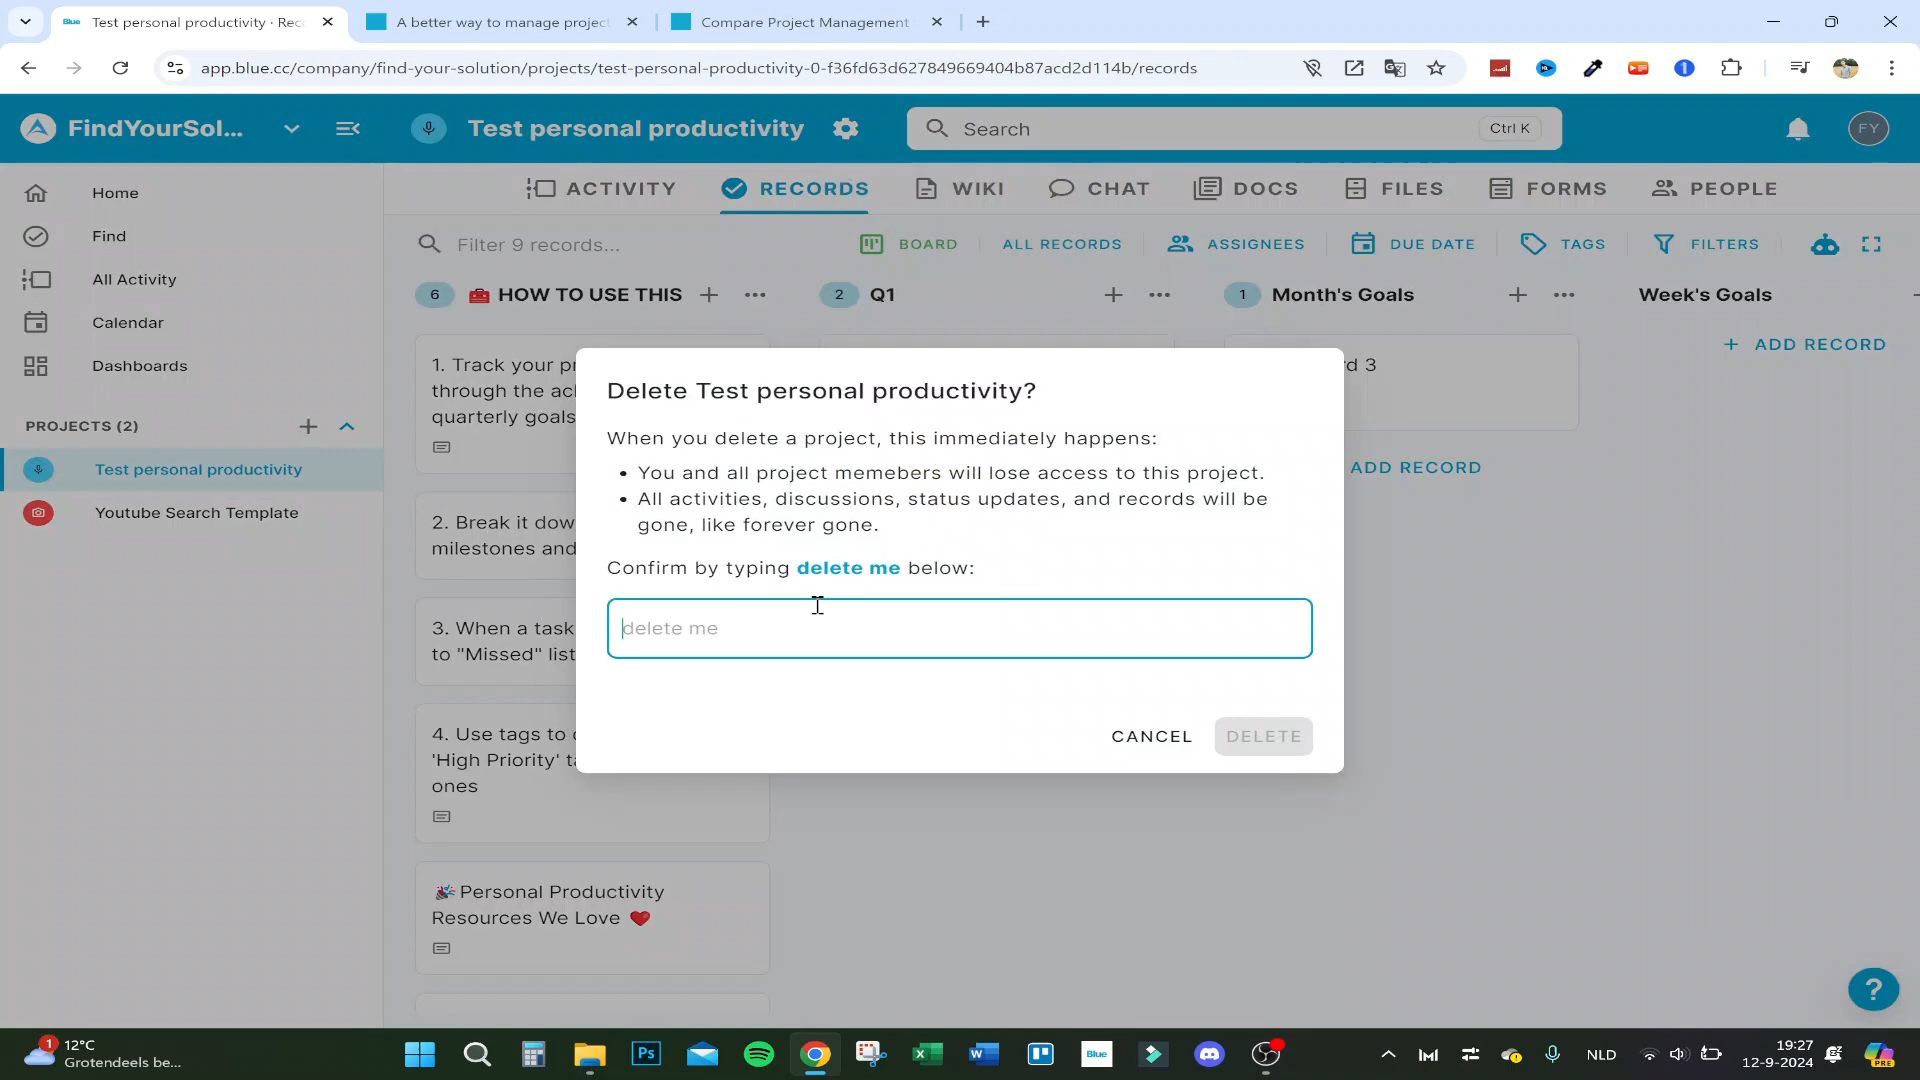 Blue Test personal productivity · Rec
A better way to manage project
Compare Project Management
app.blue.cc/company/find-your-solution/projects/test-personal-productivity-0-f36fd63d627849669404b87acd2d114b/records
FindYourSol...
Test personal productivity
Search
Ctrl K
FY
Home
Find
All Activity
Calendar
Dashboards
PROJECTS (2)
Test personal productivity
Youtube Search Template
ACTIVITY
RECORDS
WIKI
CHAT
DOCS
FILES
FORMS
PEOPLE
Filter 9 records...
BOARD
ALL RECORDS
ASSIGNEES
DUE DATE
TAGS
FILTERS
6 🧰 HOW TO USE THIS
2 Q1
1 Month's Goals
Week's Goals
1. Track your pr
through the ac
quarterly goals
2. Break it dow
milestones and
3. When a task
to "Missed" list
4. Use tags to
'High Priority' ta
ones
🎉 Personal Productivity
Resources We Love ❤️
d 3
ADD RECORD
+ ADD RECORD
Delete Test personal productivity?
When you delete a project, this immediately happens:
• You and all project memebers will lose access to this project.
• All activities, discussions, status updates, and records will be
gone, like forever gone.
Confirm by typing delete me below:
delete me
CANCEL
DELETE
?
1
12°C
Grotendeels be...
Ps
Blue
NLD
19:27
12-9-2024
PRE